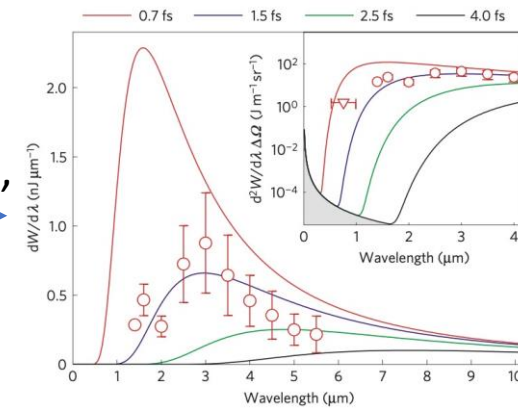 0.7 fs 1.5 fs 2.5 fs 4.0 fs
dW/dλ (nJ μm⁻¹)
2.0
1.5
1.0
0.5
0
0 1 2 3 4 5 6 7 8 9 10
Wavelength (μm)
d²W/dλ ΔΩ (J m⁻¹ sr⁻¹)
10²
10⁰
10⁻²
10⁻⁴
0 1 2 3 4
Wavelength (μm)
,